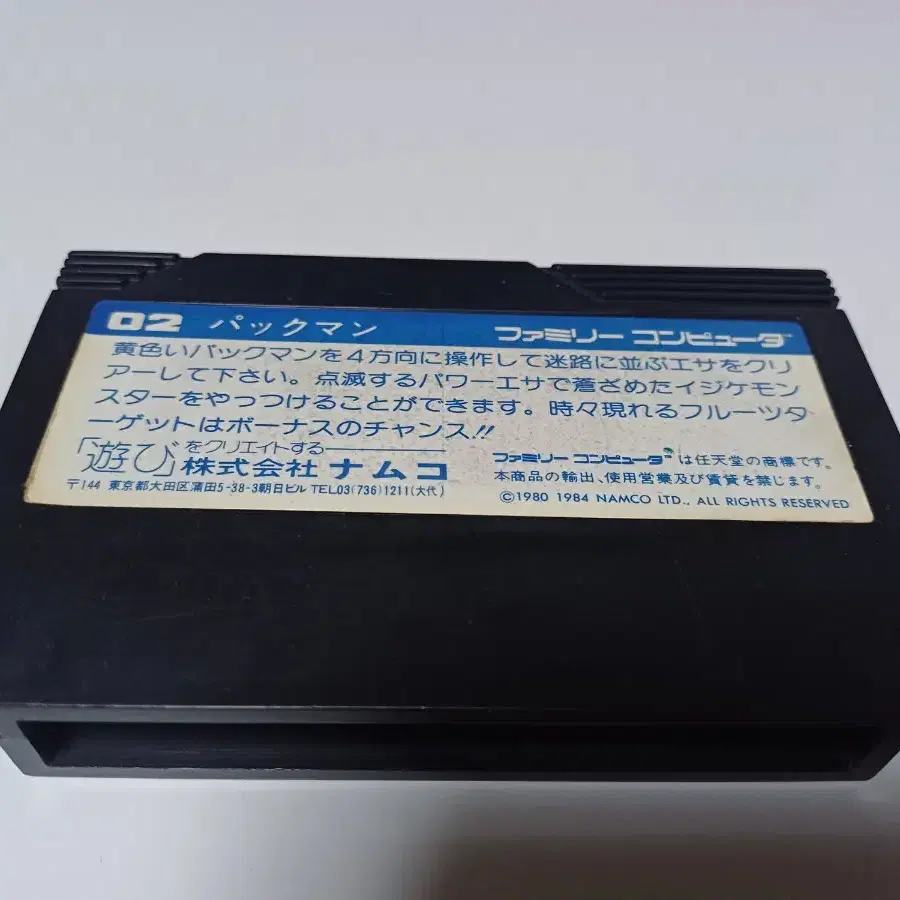 02 パックマン ファミリー コンピュータ™
黄色いパックマンを4方向に操作して迷路に並ぶエサをクリ
アーして下さい。点滅するパワーエサで蒼ざめたイジケモン
スターをやっつけることができます。時々現れるフルーツタ
ーゲットはボーナスのチャンス!!
「遊び」をクリエイトする
株式会社 ナムコ
〒144 東京都大田区蒲田5-38-3朝日ビル TEL03(736)1211(大代)
ファミリー コンピュータ™は任天堂の商標です。
本商品の輸出、使用営業及び賃貸を禁じます。
©1980 1984 NAMCO LTD., ALL RIGHTS RESERVED